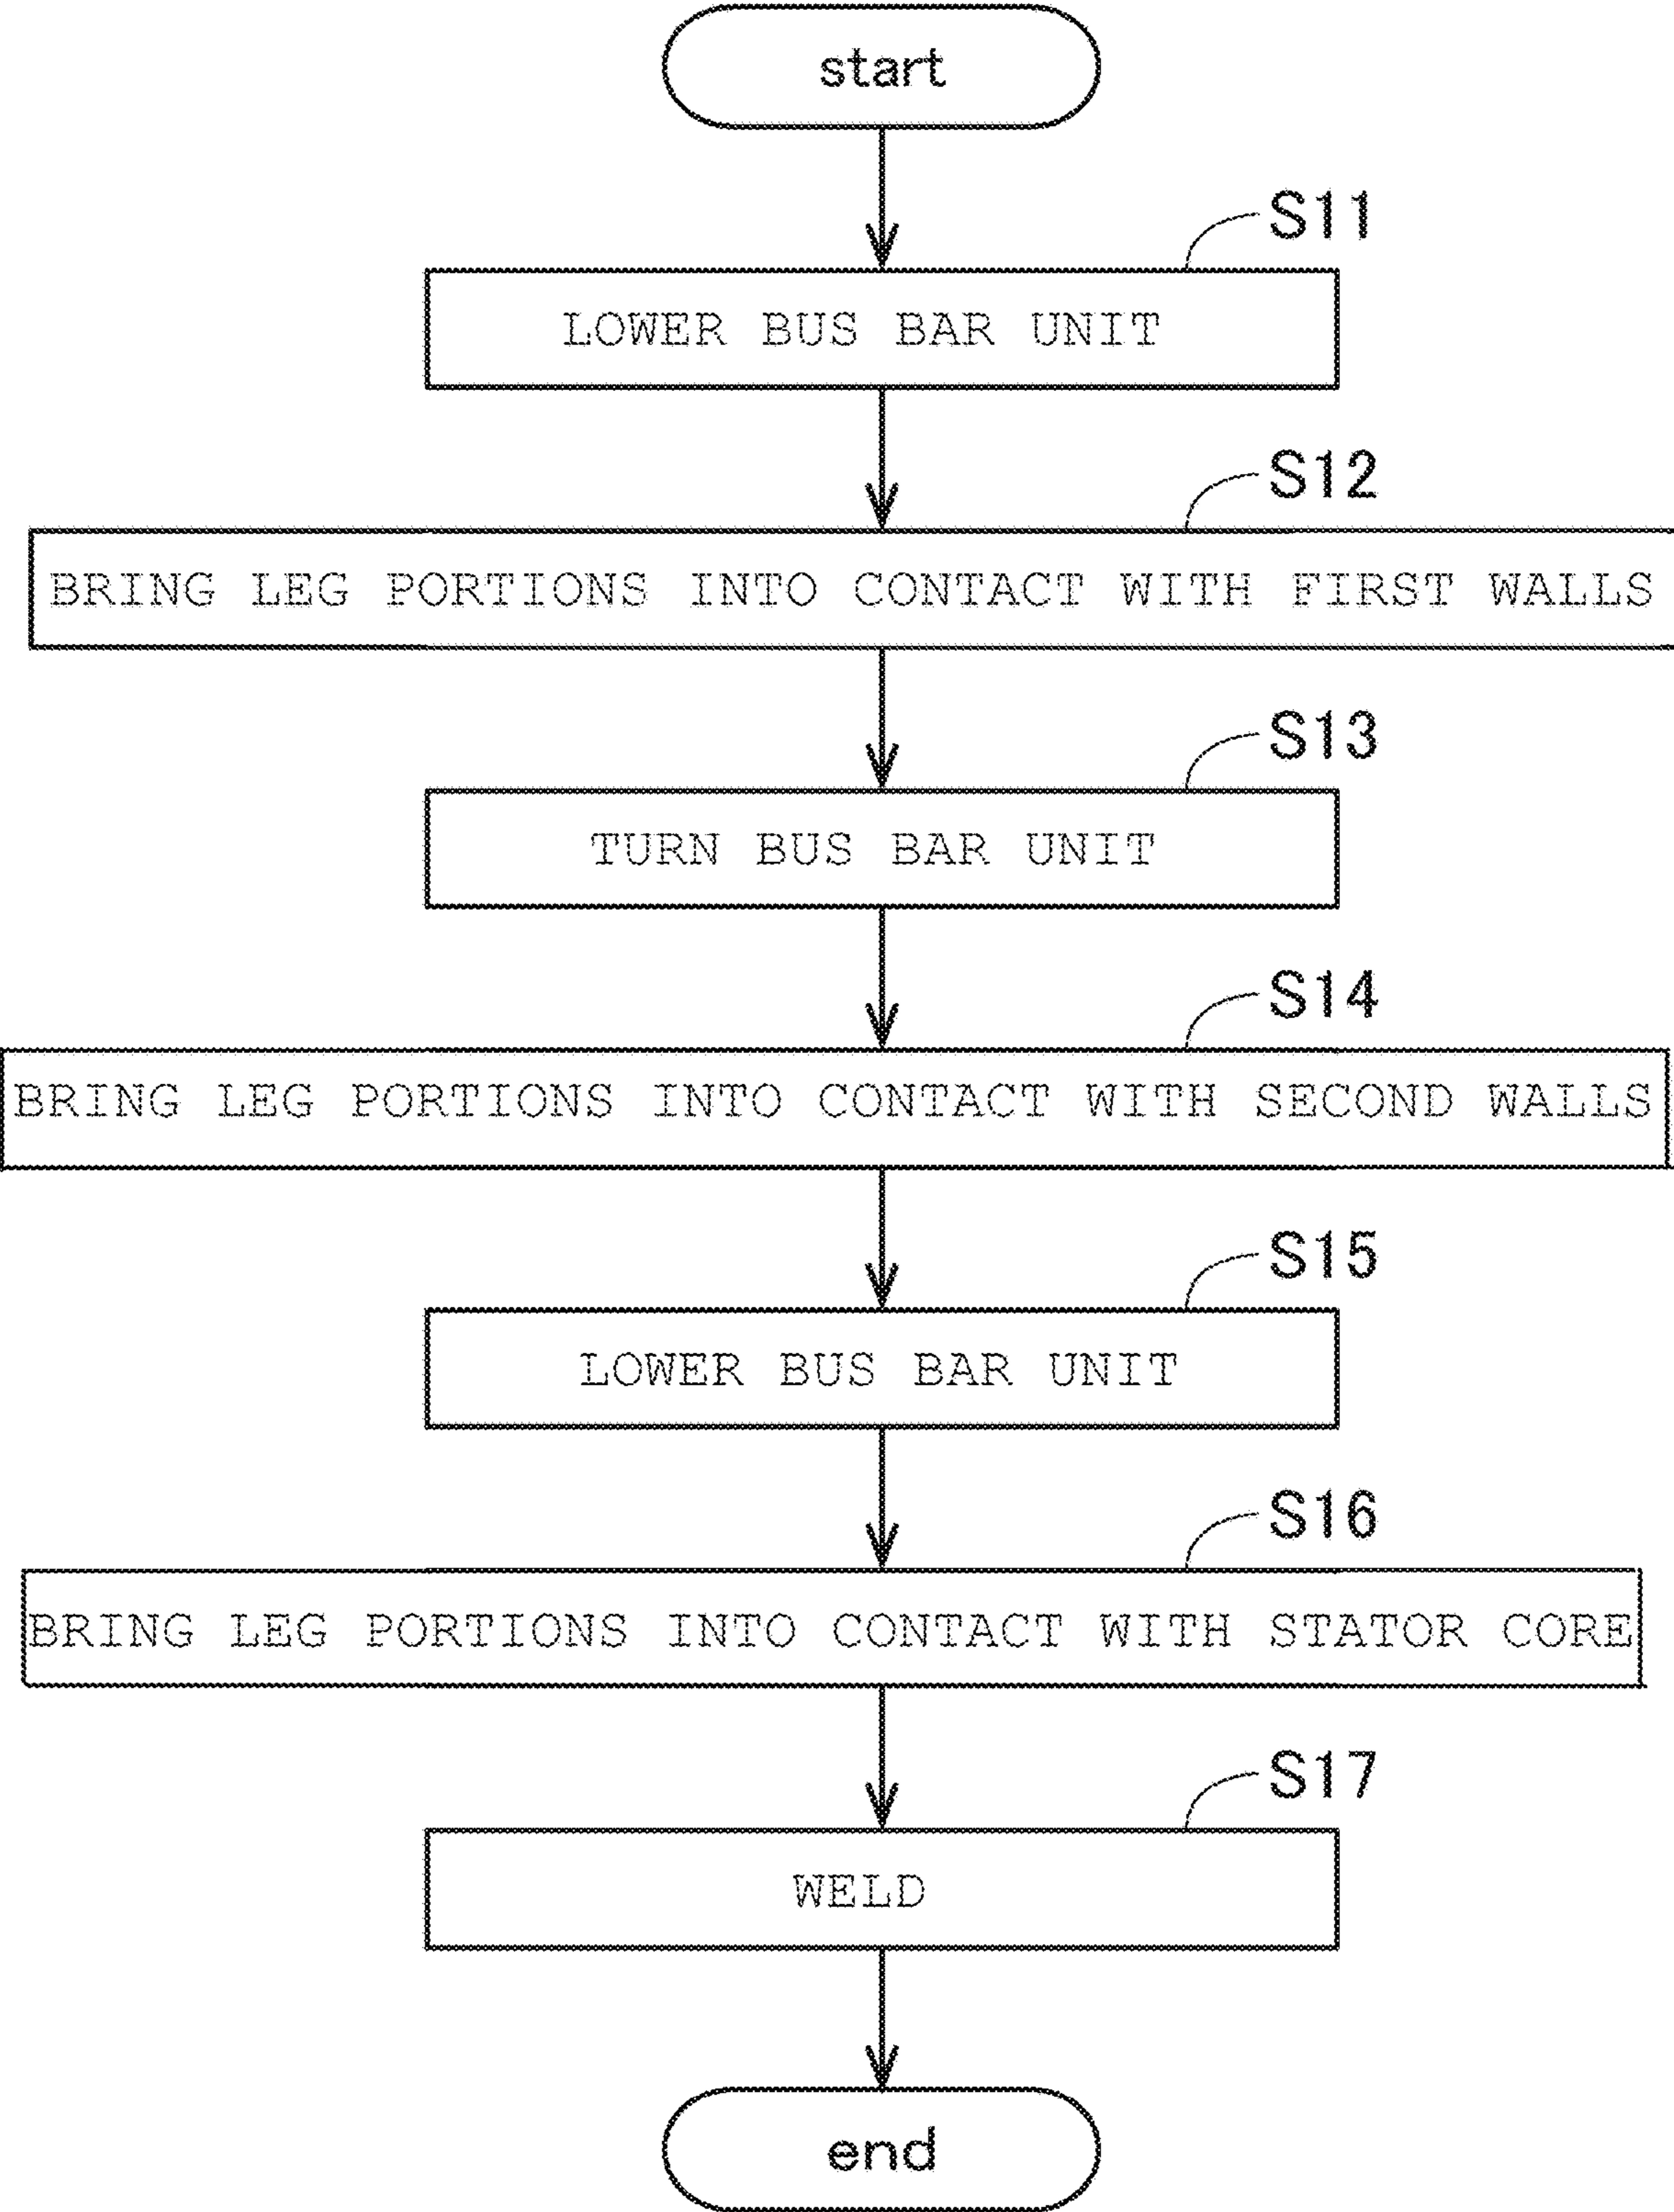 start
S11
LOWER BUS BAR UNIT
S12
BRING LEG PORTIONS INTO CONTACT WITH FIRST WALLS
S13
TURN BUS BAR UNIT
S14
BRING LEG PORTIONS INTO CONTACT WITH SECOND WALLS
S15
LOWER BUS BAR UNIT
S16
BRING LEG PORTIONS INTO CONTACT WITH STATOR CORE
S17
WELD
end